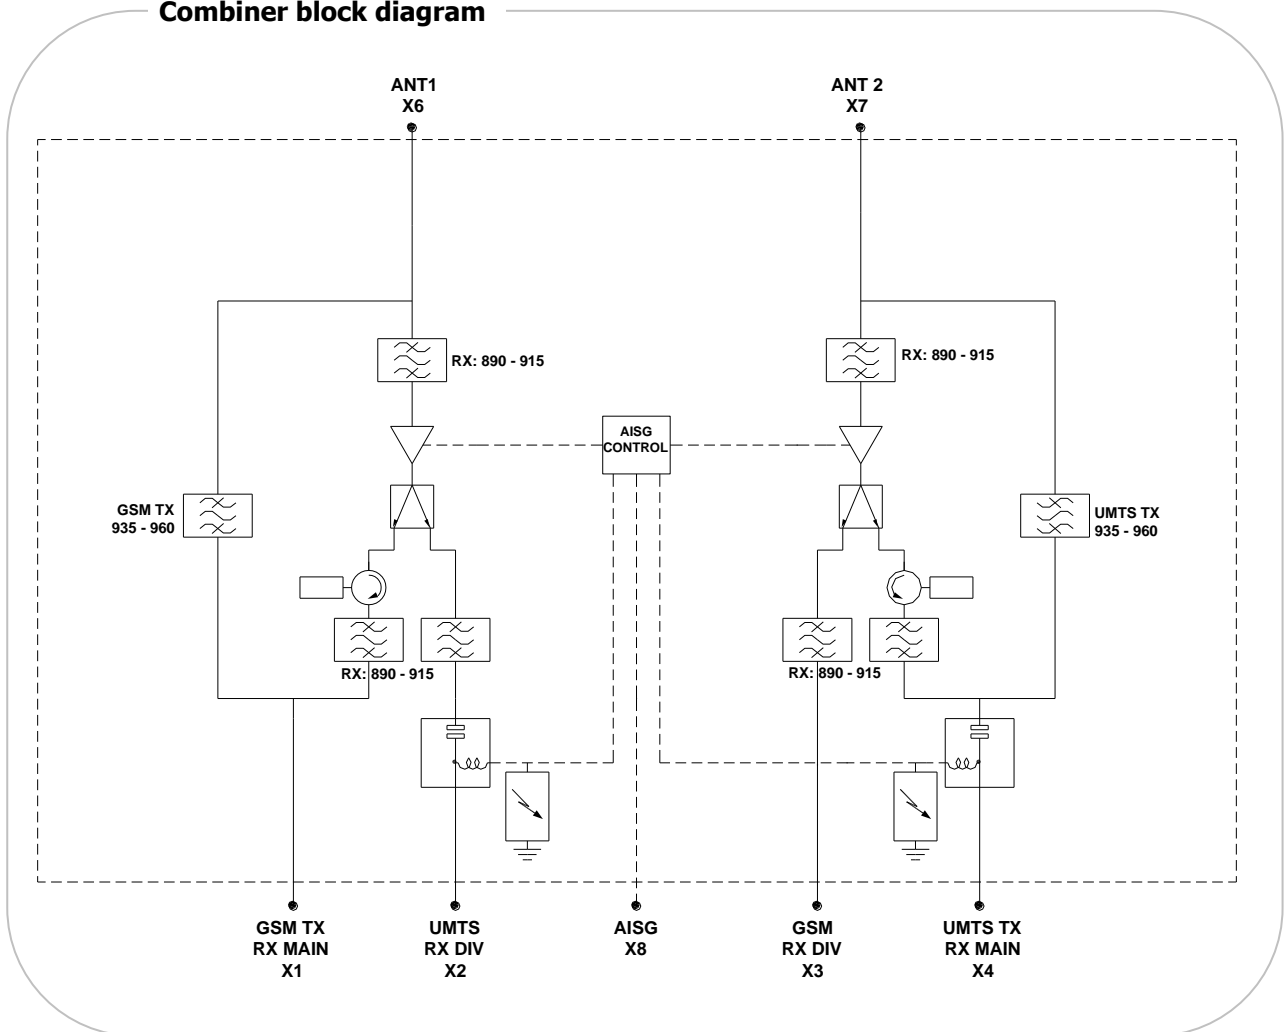 Combiner block diagram
ANT1
X6
ANT 2
X7
RX: 890 - 915
RX: 890 - 915
AISG
CONTROL
GSM TX
935 - 960
UMTS TX
935 - 960
RX: 890 - 915
RX: 890 - 915
GSM TX
RX MAIN
X1
UMTS
RX DIV
X2
AISG
X8
GSM
RX DIV
X3
UMTS TX
RX MAIN
X4